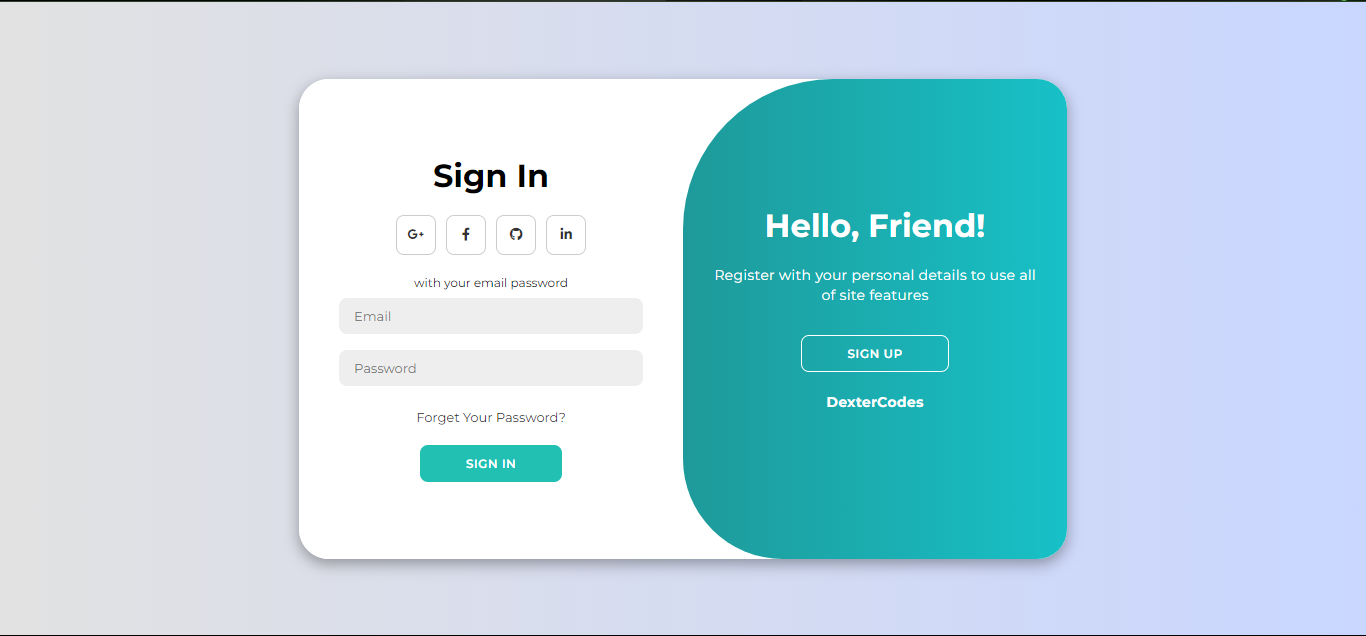 Sign In
G+
f
in
with your email password
Email
Password
Forget Your Password?
SIGN IN
Hello, Friend!
Register with your personal details to use all
of site features
SIGN UP
DexterCodes